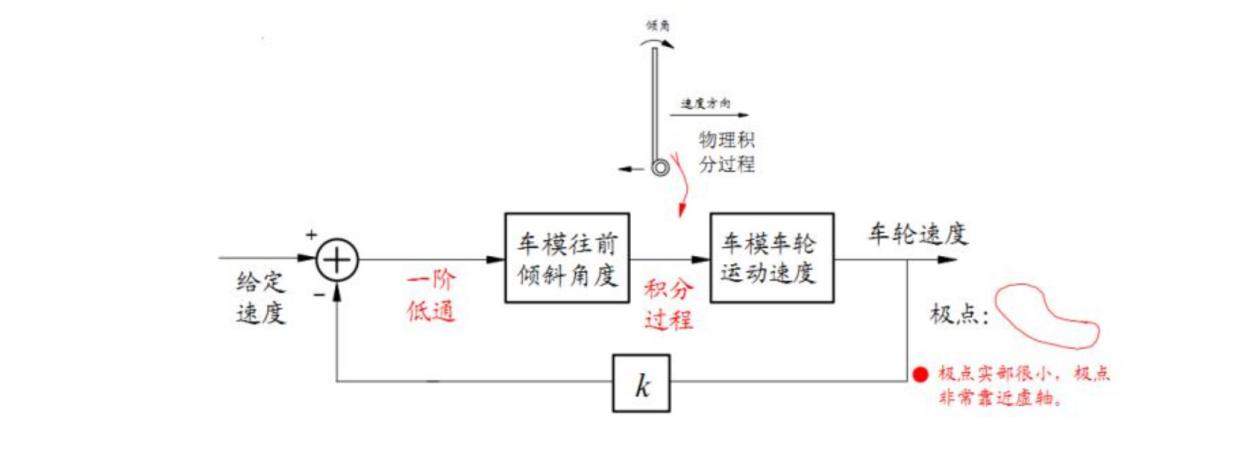 倾角
速度方向
物理积
分过程
+
车模往前
倾斜角度
车模车轮
运动速度
车轮速度
给定
速度
-
一阶
低通
积分
过程
极点:
k
极点实部很小，极点
非常靠近虚轴。